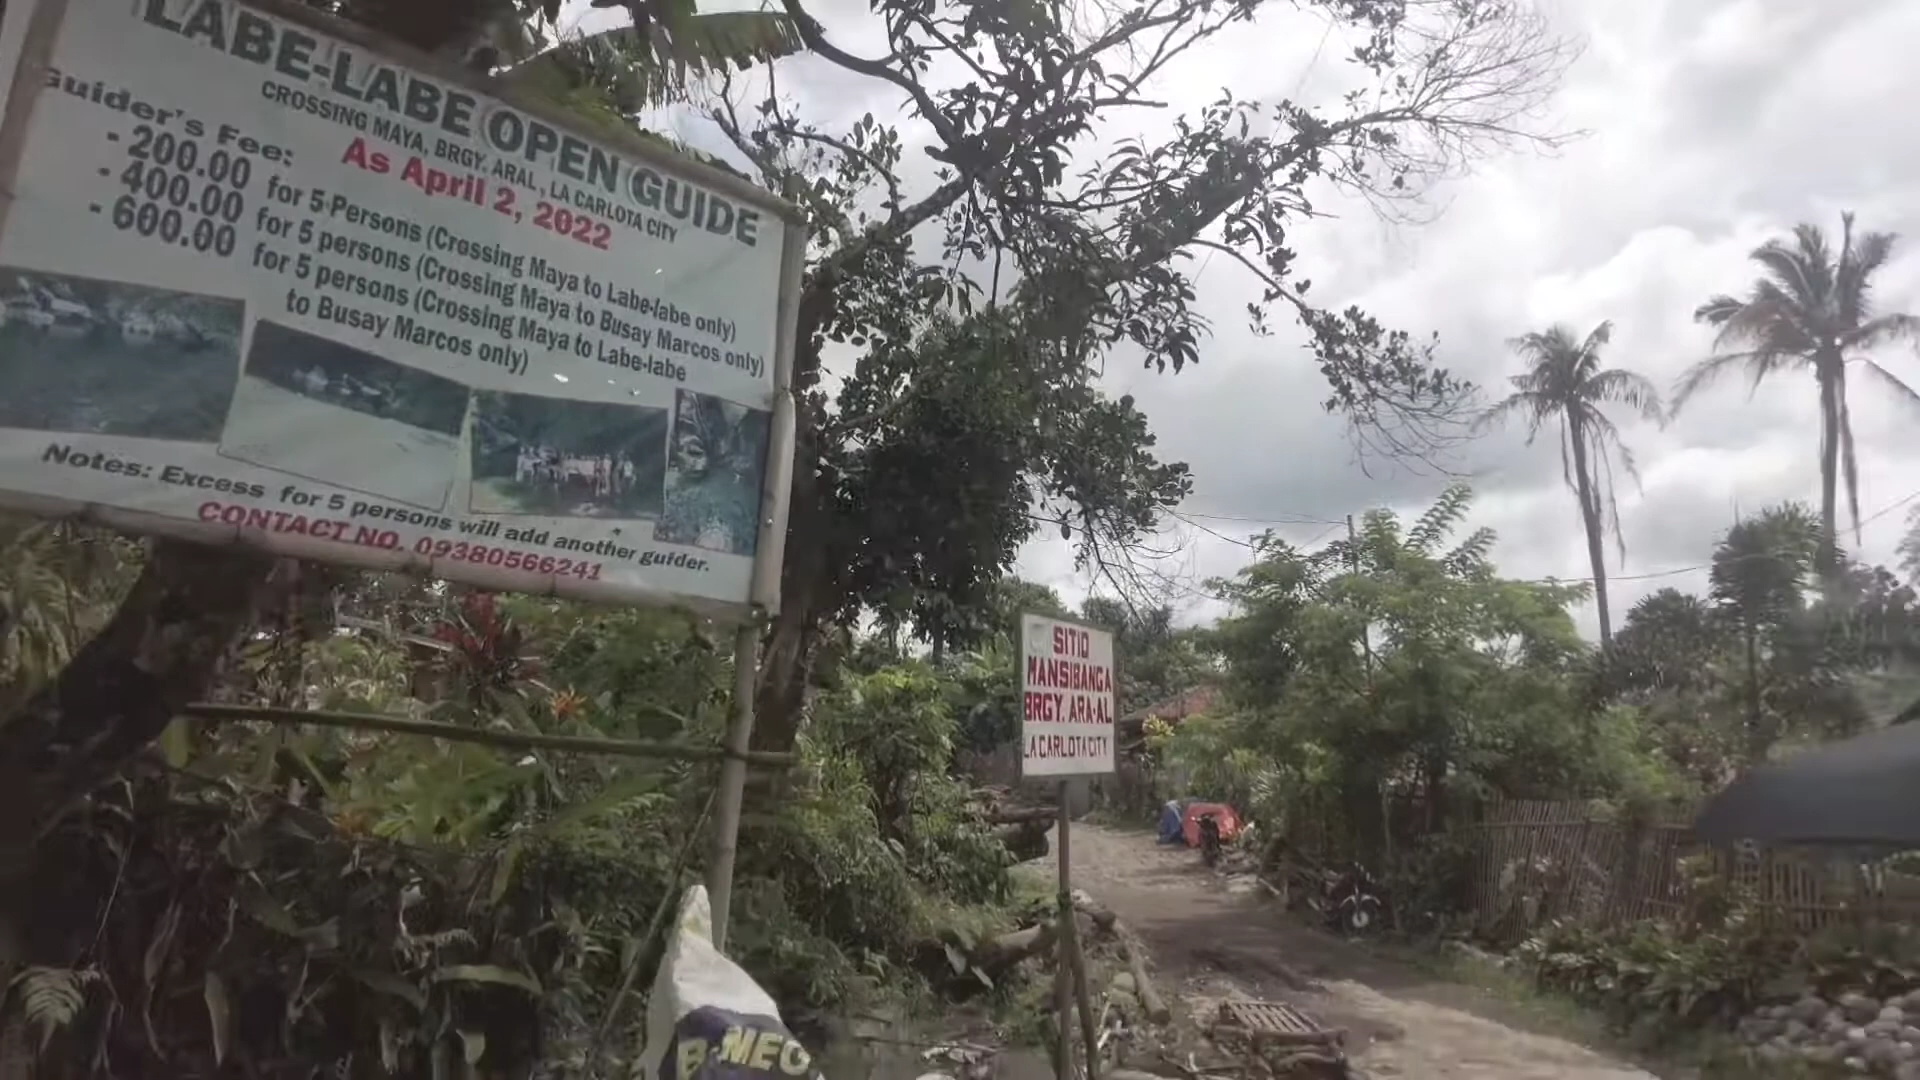 LABE-LABE OPEN GUIDE
CROSSING MAYA, BRGY. ARAL, LA CARLOTA CITY
As April 2, 2022
Guider's Fee:
- 200.00 for 5 Persons (Crossing Maya to Labe-labe only)
- 400.00 for 5 persons (Crossing Maya to Busay Marcos only)
- 600.00 for 5 persons (Crossing Maya to Labe-labe
to Busay Marcos only)
Notes: Excess for 5 persons will add another guider.
CONTACT NO. 09380566241
SITIO
MANSIBANGA
BRGY. ARA-AL
LA CARLOTA CITY